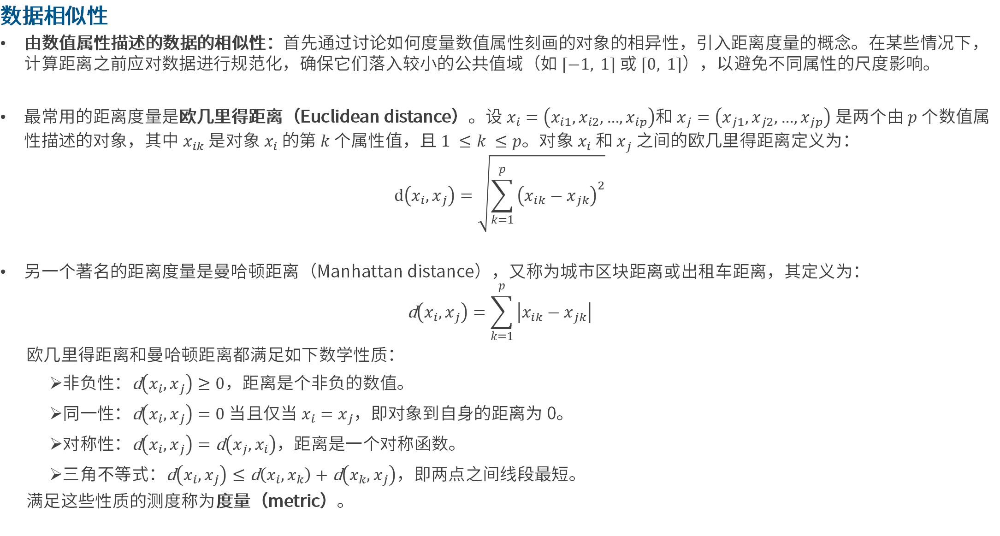 数据相似性
• 由数值属性描述的数据的相似性：首先通过讨论如何度量数值属性刻画的对象的相异性，引入距离度量的概念。在某些情况下，
计算距离之前应对数据进行规范化，确保它们落入较小的公共值域（如 [−1, 1] 或 [0, 1]），以避免不同属性的尺度影响。
• 最常用的距离度量是欧几里得距离（Euclidean distance）。设 $x_i = (x_{i1}, x_{i2}, ..., x_{ip})$和 $x_j = (x_{j1}, x_{j2}, ..., x_{jp})$ 是两个由 $p$ 个数值属
性描述的对象，其中 $x_{ik}$ 是对象 $x_i$ 的第 $k$ 个属性值，且 $1 \le k \le p$。对象 $x_i$ 和 $x_j$ 之间的欧几里得距离定义为：
$\mathrm{d}(x_i, x_j) = \sqrt{\sum_{k=1}^{p} (x_{ik} - x_{jk})^2}$
• 另一个著名的距离度量是曼哈顿距离（Manhattan distance），又称为城市区块距离或出租车距离，其定义为：
$d(x_i, x_j) = \sum_{k=1}^{p} |x_{ik} - x_{jk}|$
欧几里得距离和曼哈顿距离都满足如下数学性质：
➢非负性：$d(x_i, x_j) \ge 0$，距离是个非负的数值。
➢同一性：$d(x_i, x_j) = 0$ 当且仅当 $x_i = x_j$，即对象到自身的距离为 0。
➢对称性：$d(x_i, x_j) = d(x_j, x_i)$，距离是一个对称函数。
➢三角不等式：$d(x_i, x_j) \le d(x_i, x_k) + d(x_k, x_j)$，即两点之间线段最短。
满足这些性质的测度称为度量（metric）。